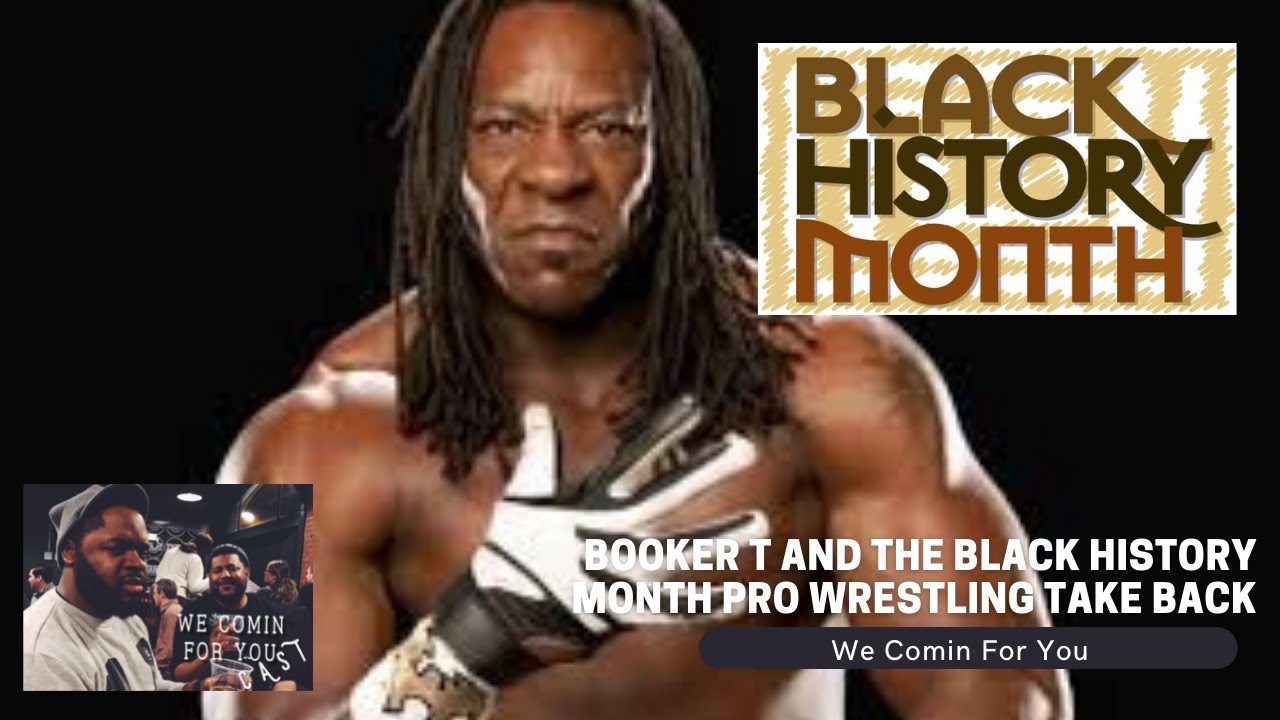 BLACK
HISTORY
MONTH
BOOKER T AND THE BLACK HISTORY
MONTH PRO WRESTLING TAKE BACK
We Comin For You
WE COMIN
FOR YOU
CAST